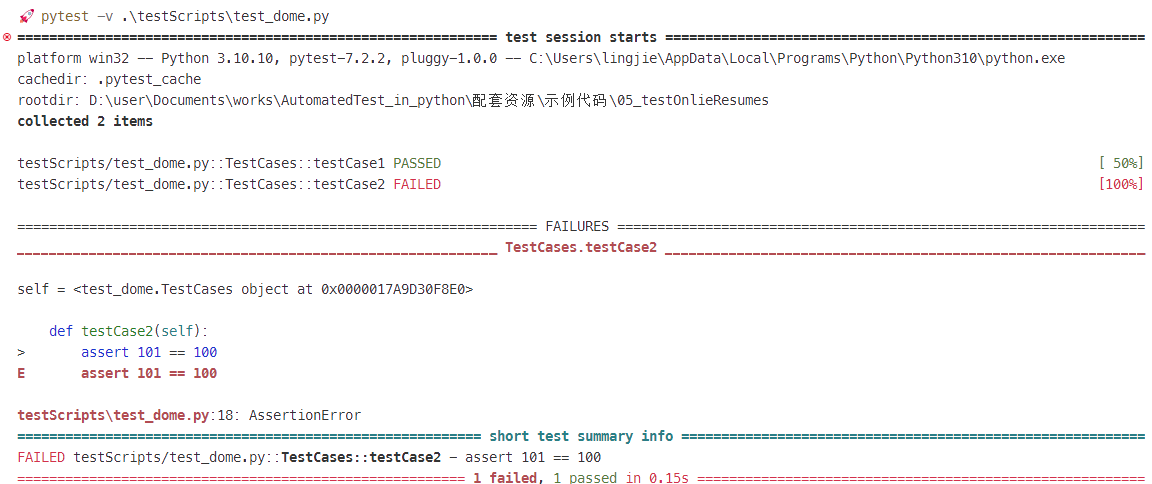 🚀 pytest -v .\testScripts\test_dome.py
============================================================ test session starts ============================================================
platform win32 -- Python 3.10.10, pytest-7.2.2, pluggy-1.0.0 -- C:\Users\lingjie\AppData\Local\Programs\Python\Python310\python.exe
cachedir: .pytest_cache
rootdir: D:\user\Documents\works\AutomatedTest_in_python\配套资源\示例代码\05_testOnlieResumes
collected 2 items
testScripts/test_dome.py::TestCases::testCase1 PASSED [ 50%]
testScripts/test_dome.py::TestCases::testCase2 FAILED [100%]
================================================================= FAILURES ==================================================================
____________________________________________________________ TestCases.testCase2 ____________________________________________________________
self = <test_dome.TestCases object at 0x0000017A9D30F8E0>
def testCase2(self):
> assert 101 == 100
E assert 101 == 100
testScripts\test_dome.py:18: AssertionError
========================================================== short test summary info ==========================================================
FAILED testScripts/test_dome.py::TestCases::testCase2 - assert 101 == 100
======================================================== 1 failed, 1 passed in 0.15s ========================================================